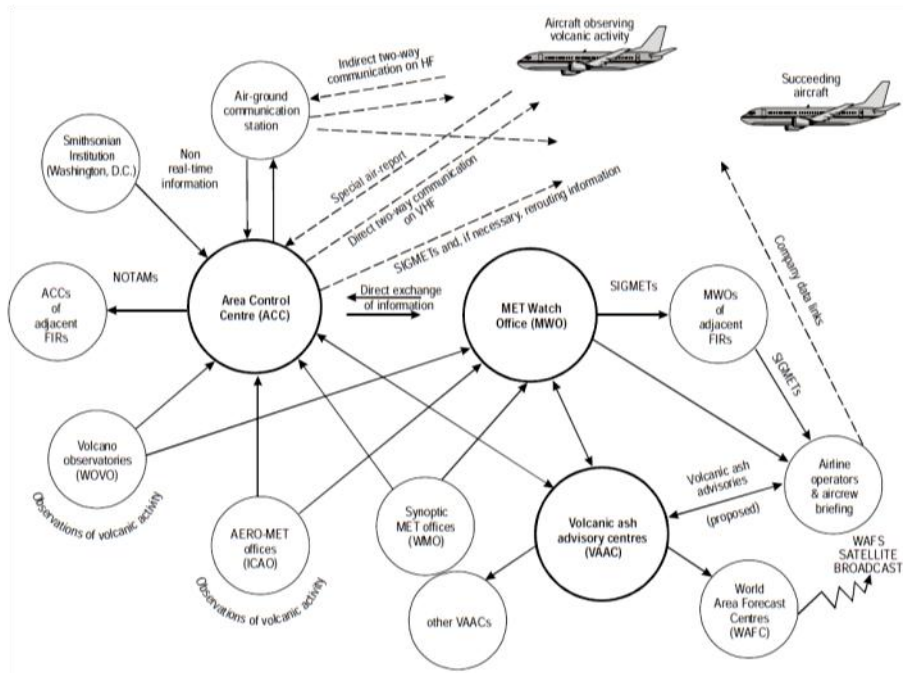 Aircraft observing
volcanic activity
Indirect two-way
communication on HF
Succeeding
aircraft
Air-ground
communication
station
Smithsonian
Institution
(Washington, D.C.)
Non
real-time
information
Special air-report
Direct two-way communication
on VHF
SIGMETs and, if necessary, rerouting information
Company data links
NOTAMs
ACCs
of
adjacent
FIRs
Area Control
Centre (ACC)
Direct exchange
of information
MET Watch
Office (MWO)
SIGMETs
MWOs
of
adjacent
FIRs
SIGMETs
Volcano
observatories
(WOVO)
Observations of volcanic activity
AERO-MET
offices
(ICAO)
Observations of volcanic activity
Synoptic
MET offices
(WMO)
Volcanic ash
advisory centres
(VAAC)
Volcanic ash
advisories
(proposed)
Airline
operators
& aircrew
briefing
WAFS
SATELLITE
BROADCAST
other VAACs
World
Area Forecast
Centres
(WAFC)